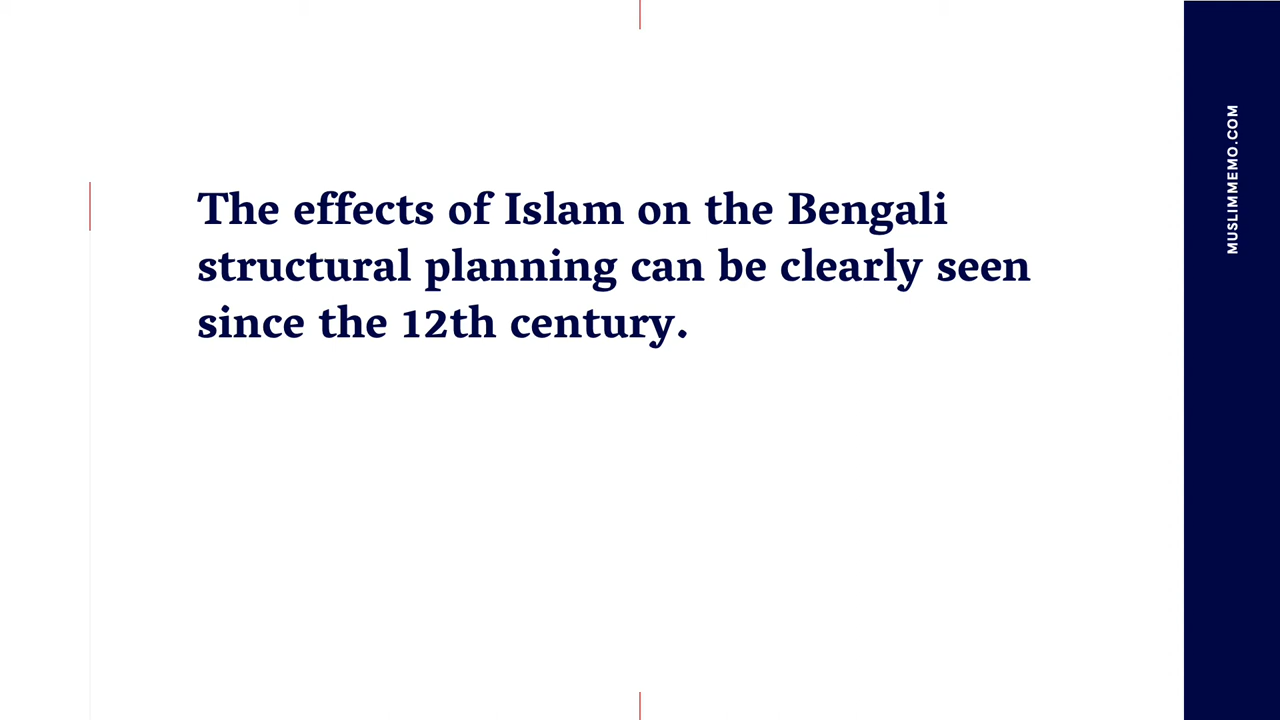 The effects of Islam on the Bengali
structural planning can be clearly seen
since the 12th century.
MUSLIMMEMO.COM